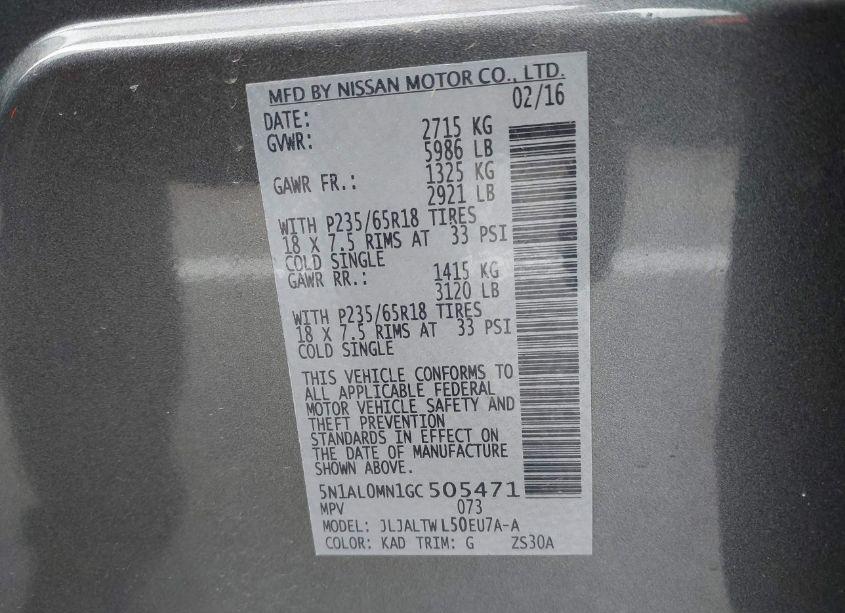 MFD BY NISSAN MOTOR CO., LTD.
DATE: 02/16
GVWR: 2715 KG
5986 LB
GAWR FR.: 1325 KG
2921 LB
WITH P235/65R18 TIRES
18 X 7.5 RIMS AT 33 PSI
COLD SINGLE
GAWR RR.: 1415 KG
3120 LB
WITH P235/65R18 TIRES
18 X 7.5 RIMS AT 33 PSI
COLD SINGLE
THIS VEHICLE CONFORMS TO
ALL APPLICABLE FEDERAL
MOTOR VEHICLE SAFETY AND
THEFT PREVENTION
STANDARDS IN EFFECT ON
THE DATE OF MANUFACTURE
SHOWN ABOVE.
5N1AL0MN1GC505471
MPV 073
MODEL: JLJALTWL50EU7A-A
COLOR: KAD TRIM: G ZS30A